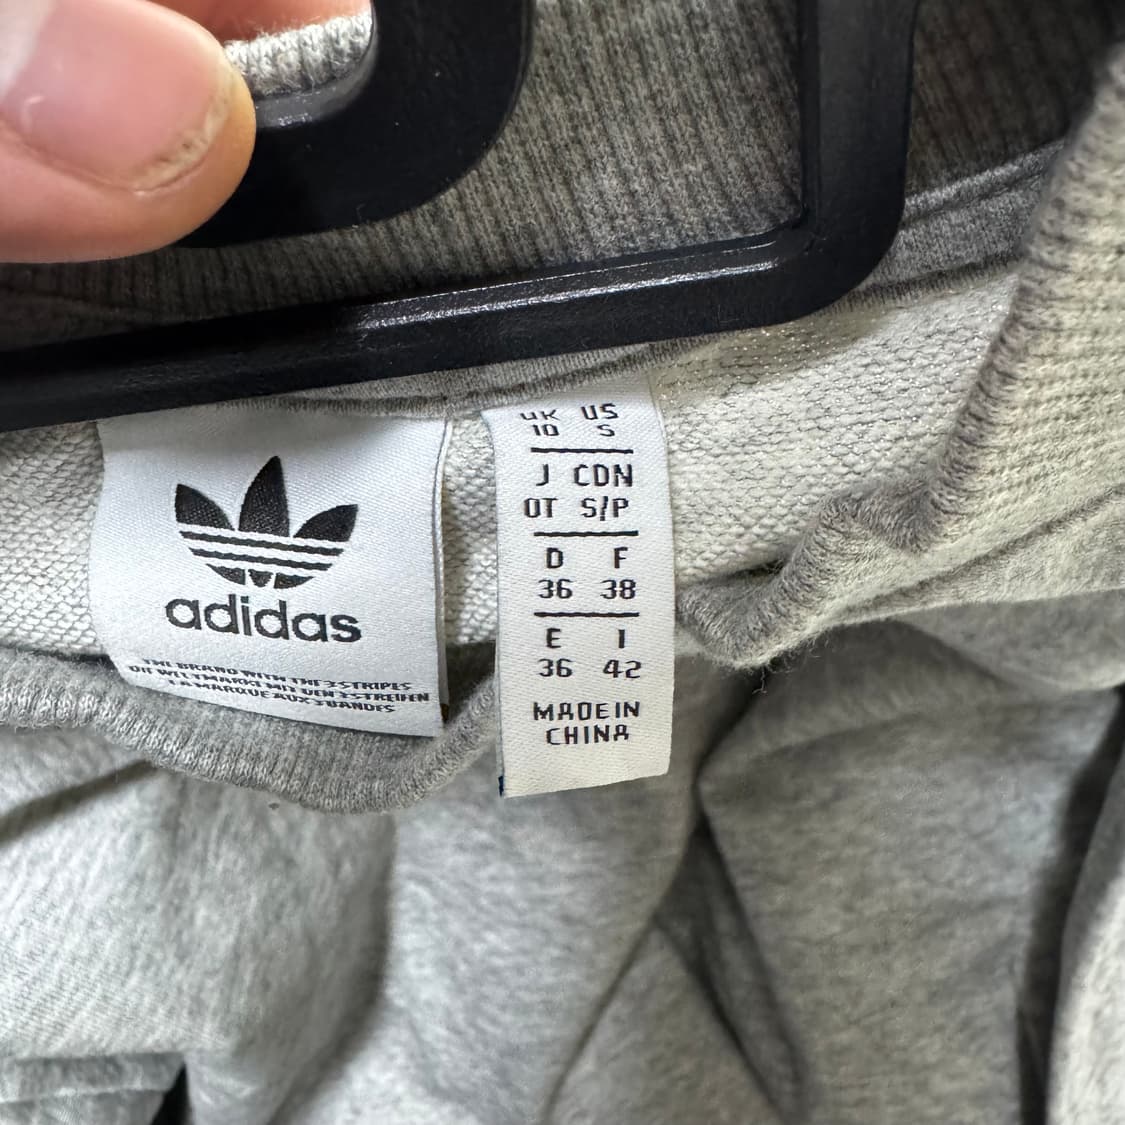 adidas
THE BRAND WITH THE 3 STRIPES
DIE WELTMARKE MIT DEN 3 STREIFEN
LA MARQUE AUX 3 BANDES
UK US
10 S
J CDN
OT S/P
D F
36 38
E I
36 42
MADE IN
CHINA